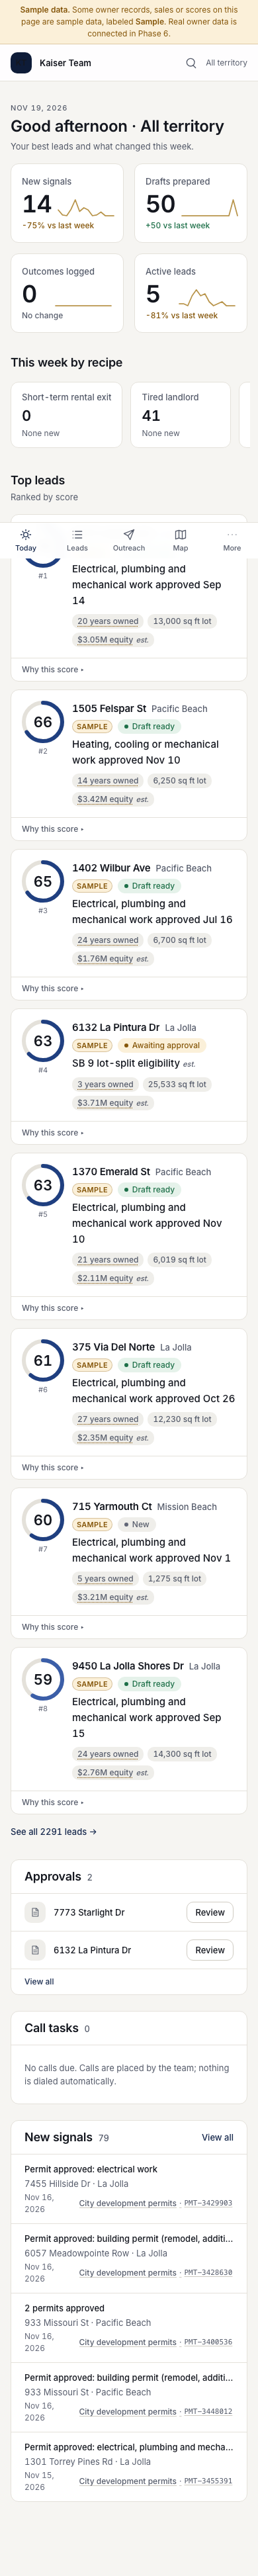 Sample data. Some owner records, sales or scores on this
page are sample data, labeled Sample. Real owner data is
connected in Phase 6.
Kaiser Team
All territory
NOV 19, 2026
Good afternoon · All territory
Your best leads and what changed this week.
New signals
14
-75% vs last week
Drafts prepared
50
+50 vs last week
Outcomes logged
0
No change
Active leads
5
-81% vs last week
This week by recipe
Short-term rental exit
0
None new
Tired landlord
41
None new
Top leads
Ranked by score
Today
Leads
Outreach
Map
More
#1
Electrical, plumbing and
mechanical work approved Sep
14
20 years owned
13,000 sq ft lot
$3.05M equity est.
Why this score
66
#2
1505 Felspar St Pacific Beach
SAMPLE
Draft ready
Heating, cooling or mechanical
work approved Nov 10
14 years owned
6,250 sq ft lot
$3.42M equity est.
Why this score
65
#3
1402 Wilbur Ave Pacific Beach
SAMPLE
Draft ready
Electrical, plumbing and
mechanical work approved Jul 16
24 years owned
6,700 sq ft lot
$1.76M equity est.
Why this score
63
#4
6132 La Pintura Dr La Jolla
SAMPLE
Awaiting approval
SB 9 lot-split eligibility est.
3 years owned
25,533 sq ft lot
$3.71M equity est.
Why this score
63
#5
1370 Emerald St Pacific Beach
SAMPLE
Draft ready
Electrical, plumbing and
mechanical work approved Nov
10
21 years owned
6,019 sq ft lot
$2.11M equity est.
Why this score
61
#6
375 Via Del Norte La Jolla
SAMPLE
Draft ready
Electrical, plumbing and
mechanical work approved Oct 26
27 years owned
12,230 sq ft lot
$2.35M equity est.
Why this score
60
#7
715 Yarmouth Ct Mission Beach
SAMPLE
New
Electrical, plumbing and
mechanical work approved Nov 1
5 years owned
1,275 sq ft lot
$3.21M equity est.
Why this score
59
#8
9450 La Jolla Shores Dr La Jolla
SAMPLE
Draft ready
Electrical, plumbing and
mechanical work approved Sep
15
24 years owned
14,300 sq ft lot
$2.76M equity est.
Why this score
See all 2291 leads →
Approvals 2
7773 Starlight Dr
Review
6132 La Pintura Dr
Review
View all
Call tasks 0
No calls due. Calls are placed by the team; nothing
is dialed automatically.
New signals 79
View all
Permit approved: electrical work
7455 Hillside Dr · La Jolla
Nov 16,
2026
City development permits · PMT-3429903
Permit approved: building permit (remodel, additi...
6057 Meadowpointe Row · La Jolla
Nov 16,
2026
City development permits · PMT-3428630
2 permits approved
933 Missouri St · Pacific Beach
Nov 16,
2026
City development permits · PMT-3400536
Permit approved: building permit (remodel, additi...
933 Missouri St · Pacific Beach
Nov 16,
2026
City development permits · PMT-3448012
Permit approved: electrical, plumbing and mecha...
1301 Torrey Pines Rd · La Jolla
Nov 15,
2026
City development permits · PMT-3455391